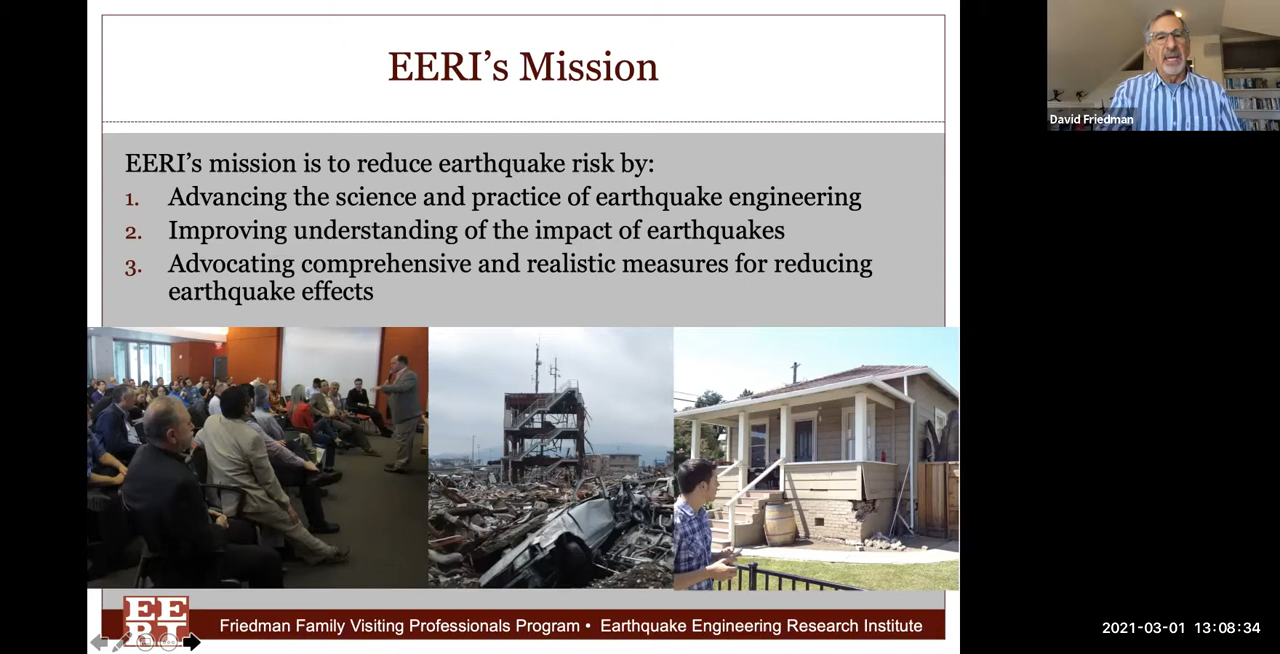 EERI’s Mission
David Friedman
EERI’s mission is to reduce earthquake risk by:
1. Advancing the science and practice of earthquake engineering
2. Improving understanding of the impact of earthquakes
3. Advocating comprehensive and realistic measures for reducing
earthquake effects
EE
RI
Friedman Family Visiting Professionals Program • Earthquake Engineering Research Institute
2021-03-01 13:08:34